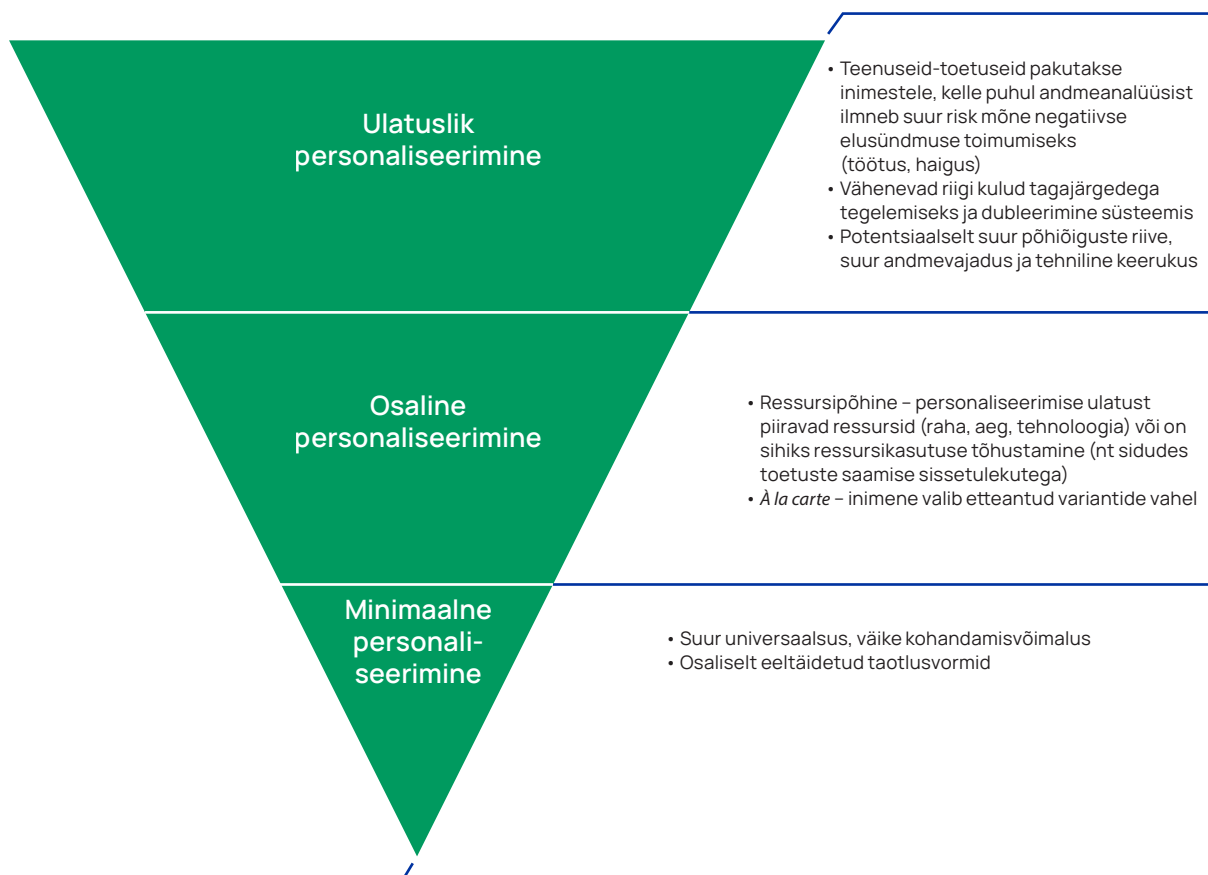 Ulatuslik
personaliseerimine
• Teenuseid-toetuseid pakutakse
inimestele, kelle puhul andmeanalüüsist
ilmneb suur risk mõne negatiivse
elusündmuse toimumiseks
(töötus, haigus)
• Vähenevad riigi kulud tagajärgedega
tegelemiseks ja dubleerimine süsteemis
• Potentsiaalselt suur põhiõiguste riive,
suur andmevajadus ja tehniline keerukus
Osaline
personaliseerimine
• Ressursipõhine – personaliseerimise ulatust
piiravad ressursid (raha, aeg, tehnoloogia) või on
sihiks ressursikasutuse tõhustamine (nt sidudes
toetuste saamise sissetulekutega)
• À la carte – inimene valib etteantud variantide vahel
Minimaalne
personali-
seerimine
• Suur universaalsus, väike kohandamisvõimalus
• Osaliselt eeltäidetud taotlusvormid